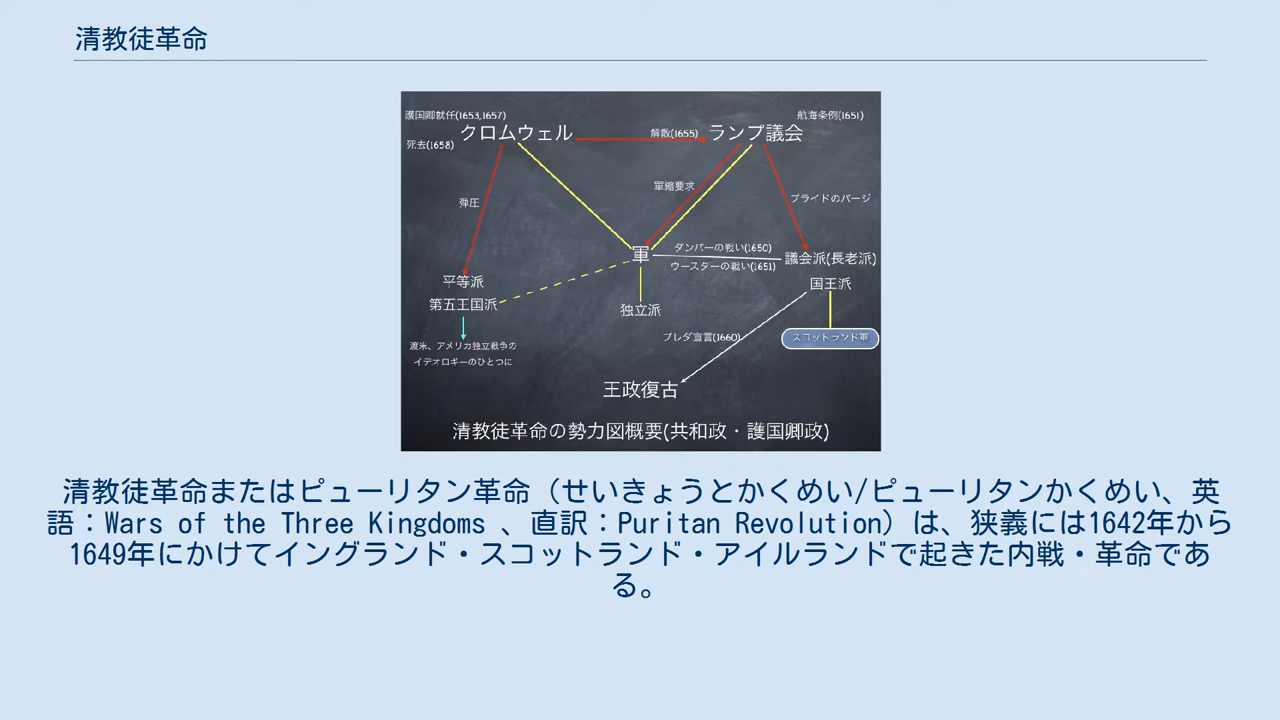 清教徒革命
護国卿就任(1653,1657)
航海条例(1651)
クロムウェル
解散(1655)
ランプ議会
死去(1658)
軍縮要求
プライドのパージ
弾圧
軍
ダンバーの戦い(1650)
ウースターの戦い(1651)
議会派(長老派)
平等派
国王派
第五王国派
独立派
スコットランド軍
ブレダ宣言(1660)
渡米、アメリカ独立戦争の
イデオロギーのひとつに
王政復古
清教徒革命の勢力図概要(共和政・護国卿政)
清教徒革命またはピューリタン革命（せいきょうとかくめい/ピューリタンかくめい、英
語：Wars of the Three Kingdoms 、直訳：Puritan Revolution）は、狭義には1642年から
1649年にかけてイングランド・スコットランド・アイルランドで起きた内戦・革命であ
る。